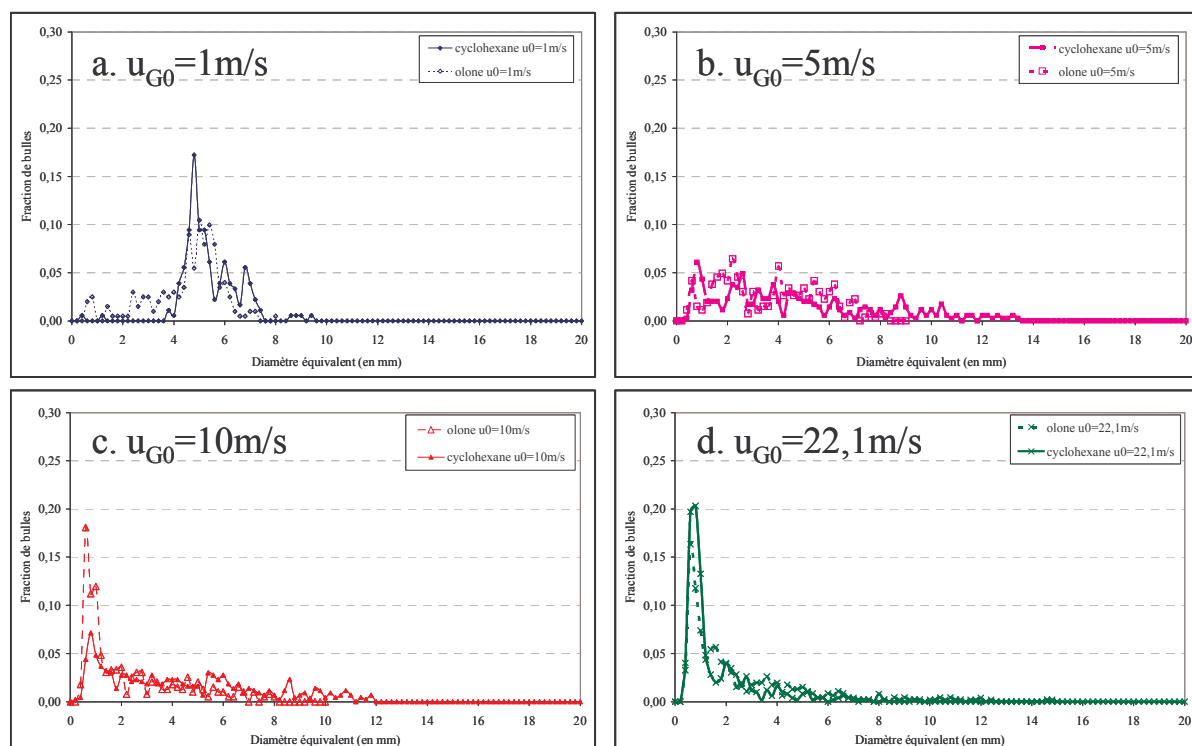 a. uG0=1m/s
cyclohexane u0=1m/s
olone u0=1m/s
Fraction de bulles
0,30
0,25
0,20
0,15
0,10
0,05
0,00
0 2 4 6 8 10 12 14 16 18 20
Diamètre équivalent (en mm)
b. uG0=5m/s
cyclohexane u0=5m/s
olone u0=5m/s
Fraction de bulles
0,30
0,25
0,20
0,15
0,10
0,05
0,00
0 2 4 6 8 10 12 14 16 18 20
Diamètre équivalent (en mm)
c. uG0=10m/s
olone u0=10m/s
cyclohexane u0=10m/s
Fraction de bulles
0,30
0,25
0,20
0,15
0,10
0,05
0,00
0 2 4 6 8 10 12 14 16 18 20
Diamètre équivalent (en mm)
d. uG0=22,1m/s
olone u0=22,1m/s
cyclohexane u0=22,1m/s
Fraction de bulles
0,30
0,25
0,20
0,15
0,10
0,05
0,00
0 2 4 6 8 10 12 14 16 18 20
Diamètre équivalent (en mm)